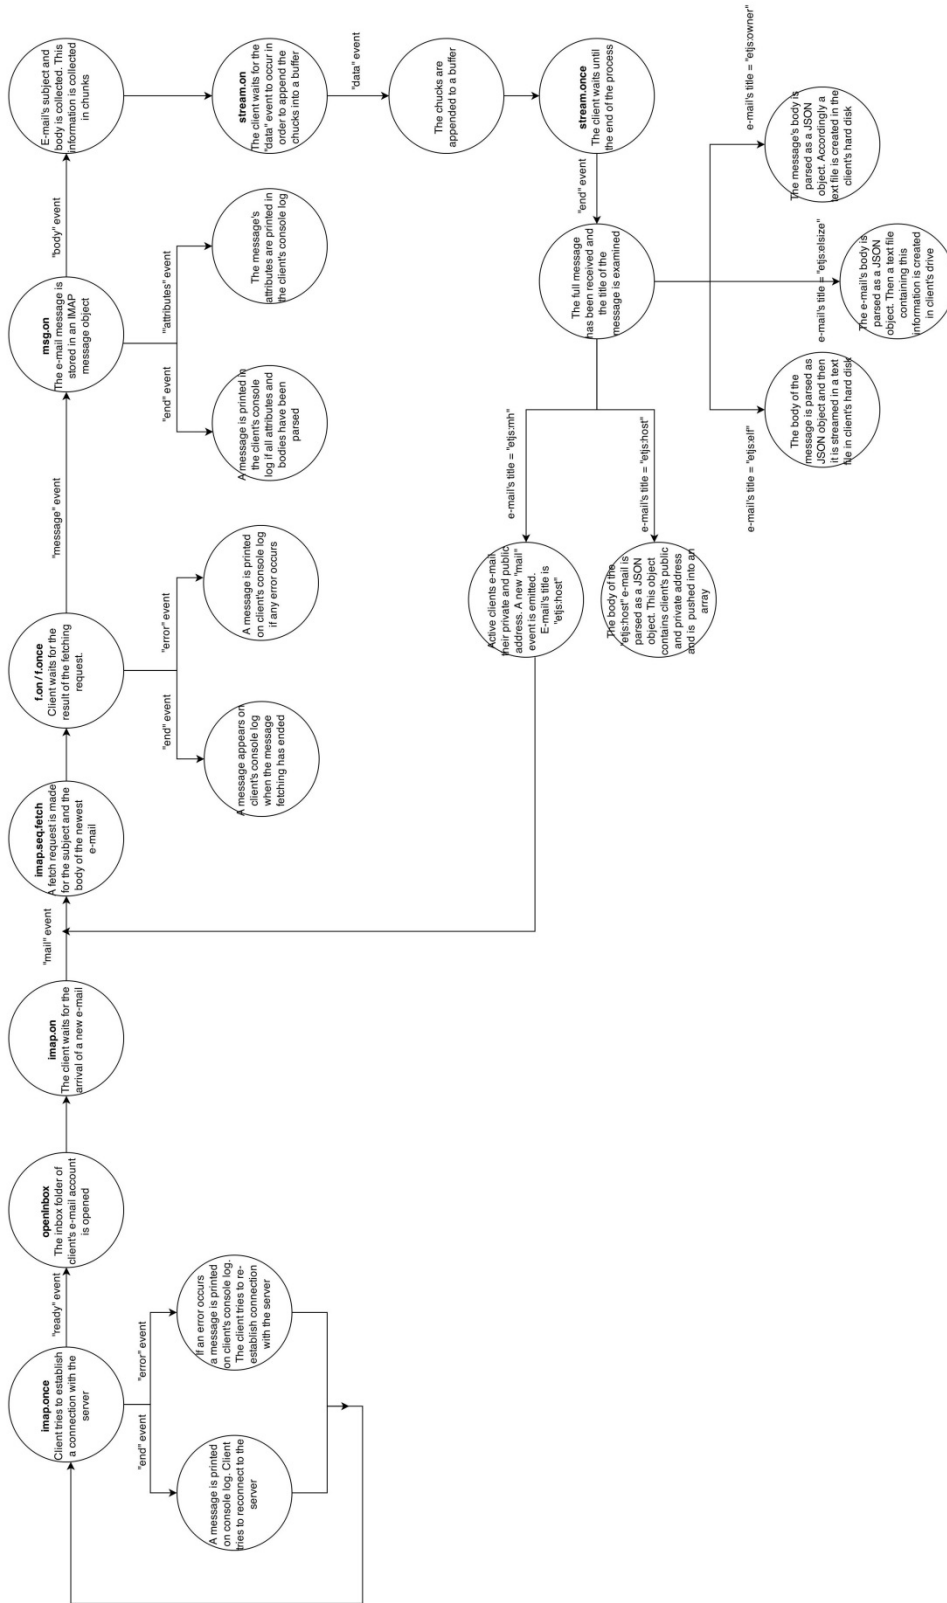 imap.once
Client tries to establish
a connection with the
server
"ready" event
"end" event
"error" event
A message is printed
on console log. Client
tries to reconnect to the
server
If an error occurs
a message is printed
on client's console log.
The client tries to re-
establish connection
with the server
openInbox
The inbox folder of
client's e-mail account
is opened
imap.on
The client waits for the
arrival of a new e-mail
"mail" event
imap.seq.fetch
A fetch request is made
for the subject and the
body of the newest
e-mail
f.on / f.once
Client waits for the
result of the fetching
request.
"end" event
"error" event
A message appears on
client's console log
when the message
fetching has ended
A message is printed
on client's console log
if any error occurs
"message" event
msg.on
The e-mail message is
stored in an IMAP
message object
"end" event
"attributes" event
A message is printed in
the client's console
log if all attributes and
bodies have been
parsed
The message's
attributes are printed in
the client's console log
"body" event
E-mail's subject and
body is collected. This
information is collected
in chunks
stream.on
The client waits for the
"data" event to occur in
order to append the
chucks into a buffer
"data" event
The chucks are
appended to a buffer
stream.once
The client waits until
the end of the process
"end" event
The full message
has been received and
the title of the
message is examined
e-mail's title = "etjs:mh"
Active clients e-mail
their private and public
address. A new "mail"
event is emitted.
E-mail's title is
"etjs:host"
e-mail's title = "etjs:host"
The body of the
"etjs:host" e-mail is
parsed as a JSON
object. This object
contains client's public
and private address
and is pushed into an
array
e-mail's title = "etjs:elf"
The body of the
message is parsed as
JSON object and then
it is streamed in a text
file in client's hard disk
e-mail's title = "etjs:elsize"
The e-mail's body is
parsed as a JSON
object. Then a text file
containing this
information is created
in client's drive
e-mail's title = "etjs:owner"
The message's body is
parsed as a JSON
object. Accordingly a
text file is created in the
client's hard disk